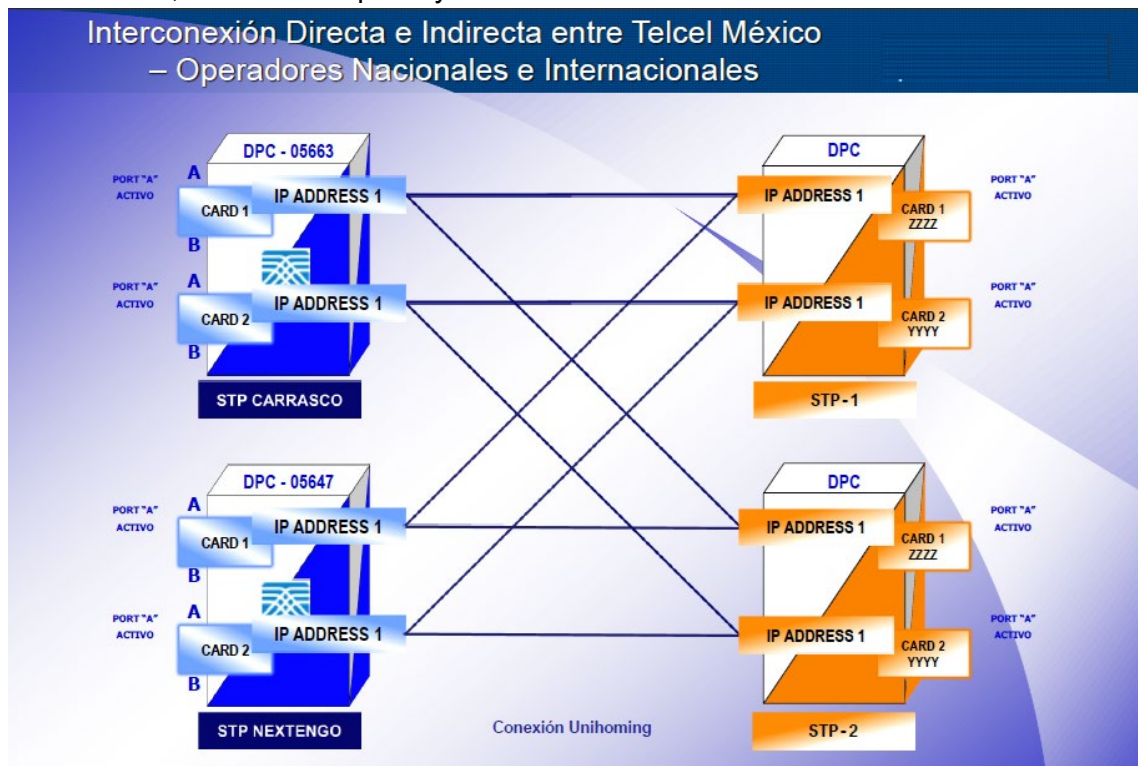 Interconexión Directa e Indirecta entre Telcel México
– Operadores Nacionales e Internacionales
DPC - 05663
DPC
PORT "A"
ACTIVO
A
CARD 1
B
IP ADDRESS 1
IP ADDRESS 1
CARD 1
ZZZZ
PORT "A"
ACTIVO
PORT "A"
ACTIVO
A
CARD 2
B
IP ADDRESS 1
IP ADDRESS 1
CARD 2
YYYY
PORT "A"
ACTIVO
STP CARRASCO
STP-1
DPC - 05647
DPC
PORT "A"
ACTIVO
A
CARD 1
B
IP ADDRESS 1
IP ADDRESS 1
CARD 1
ZZZZ
PORT "A"
ACTIVO
PORT "A"
ACTIVO
A
CARD 2
B
IP ADDRESS 1
IP ADDRESS 1
CARD 2
YYYY
PORT "A"
ACTIVO
STP NEXTENGO
Conexión Unihoming
STP-2